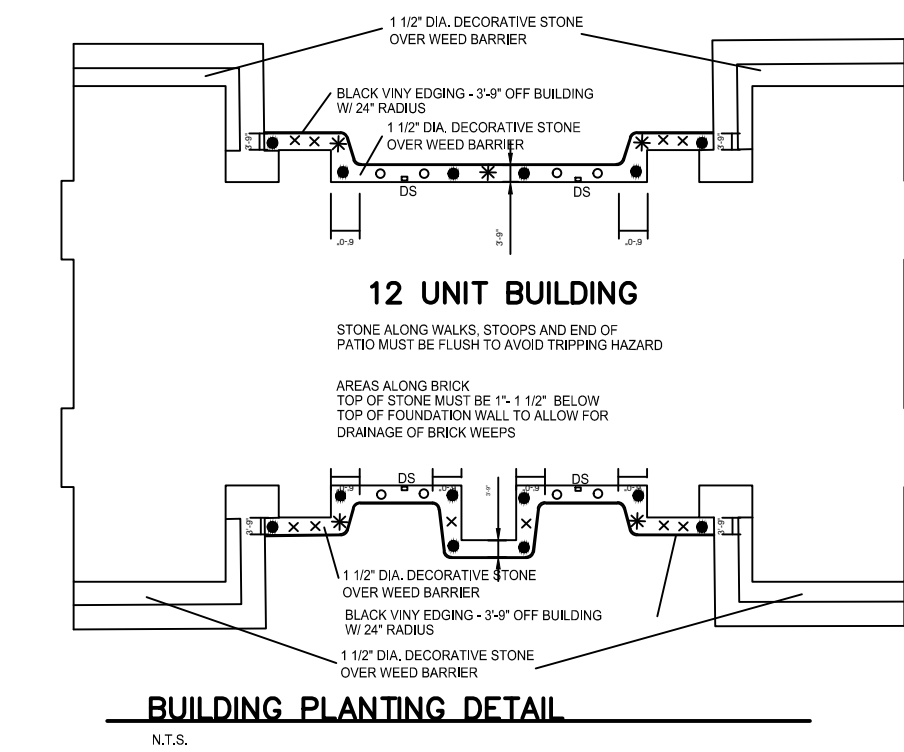 1 1/2" DIA. DECORATIVE STONE
OVER WEED BARRIER
BLACK VINY EDGING - 3'-9" OFF BUILDING
W/ 24" RADIUS
1 1/2" DIA. DECORATIVE STONE
OVER WEED BARRIER
3'-9"
3'-9"
DS
DS
6'-0"
3'-9"
6'-0"
12 UNIT BUILDING
STONE ALONG WALKS, STOOPS AND END OF
PATIO MUST BE FLUSH TO AVOID TRIPPING HAZARD
AREAS ALONG BRICK
TOP OF STONE MUST BE 1"- 1 1/2" BELOW
TOP OF FOUNDATION WALL TO ALLOW FOR
DRAINAGE OF BRICK WEEPS
DS
DS
6'-0"
6'-0"
3'-9"
6'-0"
6'-0"
3'-9"
3'-9"
1 1/2" DIA. DECORATIVE STONE
OVER WEED BARRIER
BLACK VINY EDGING - 3'-9" OFF BUILDING
W/ 24" RADIUS
1 1/2" DIA. DECORATIVE STONE
OVER WEED BARRIER
BUILDING PLANTING DETAIL
N.T.S.